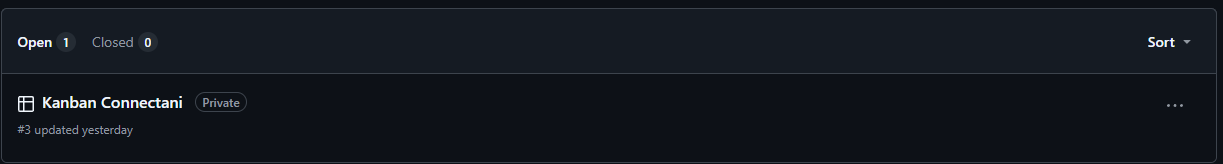 Open 1 Closed 0 Sort
Kanban Connectani Private
#3 updated yesterday